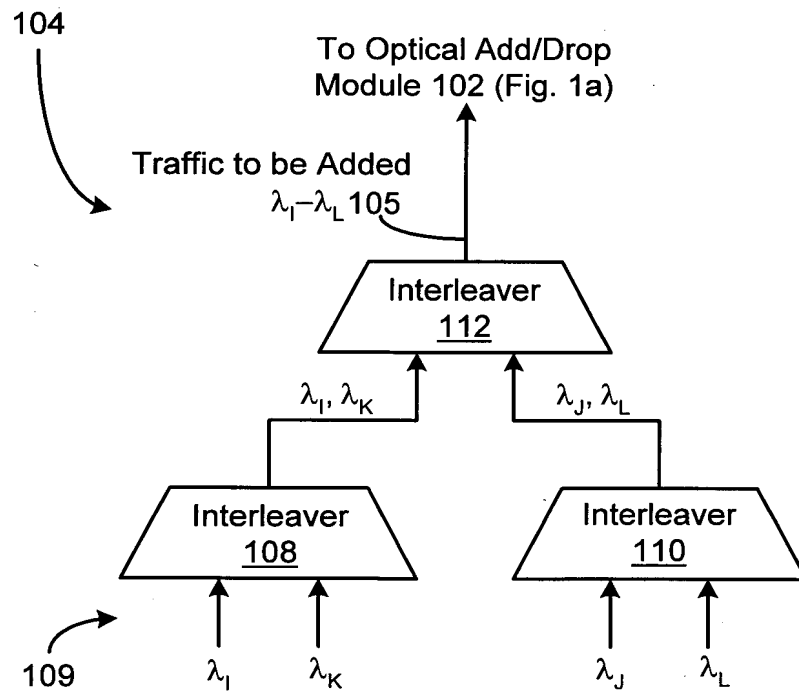 104
To Optical Add/Drop
Module 102 (Fig. 1a)
Traffic to be Added
λI–λL 105
Interleaver
112
λI, λK
λJ, λL
Interleaver
108
Interleaver
110
109
λI
λK
λJ
λL